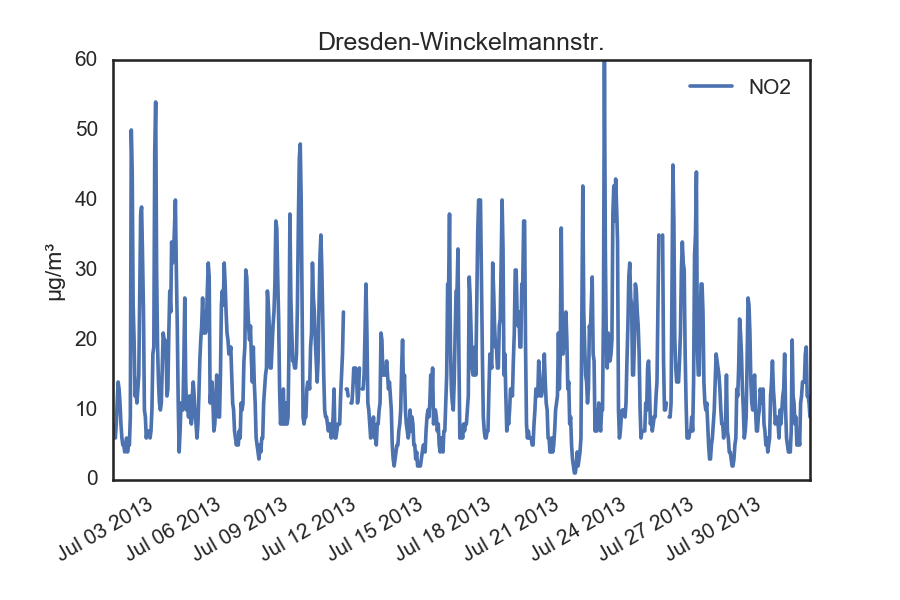 Dresden-Winckelmannstr.
60
50
40
30
20
10
0
µg/m³
NO2
Jul 03 2013
Jul 06 2013
Jul 09 2013
Jul 12 2013
Jul 15 2013
Jul 18 2013
Jul 21 2013
Jul 24 2013
Jul 27 2013
Jul 30 2013